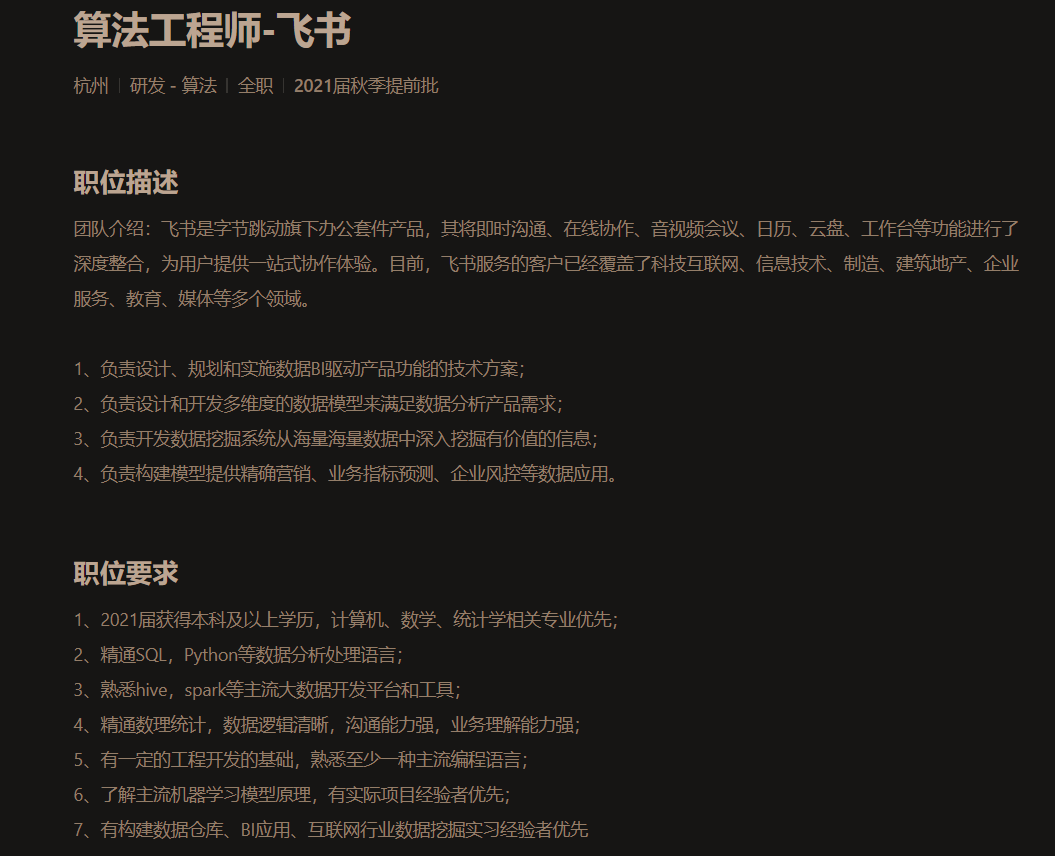 算法工程师-飞书
杭州 | 研发 - 算法 | 全职 | 2021届秋季提前批
职位描述
团队介绍：飞书是字节跳动旗下办公套件产品，其将即时沟通、在线协作、音视频会议、日历、云盘、工作台等功能进行了
深度整合，为用户提供一站式协作体验。目前，飞书服务的客户已经覆盖了科技互联网、信息技术、制造、建筑地产、企业
服务、教育、媒体等多个领域。
1、负责设计、规划和实施数据BI驱动产品功能的技术方案；
2、负责设计和开发多维度的数据模型来满足数据分析产品需求；
3、负责开发数据挖掘系统从海量海量数据中深入挖掘有价值的信息；
4、负责构建模型提供精确营销、业务指标预测、企业风控等数据应用。
职位要求
1、2021届获得本科及以上学历，计算机、数学、统计学相关专业优先；
2、精通SQL，Python等数据分析处理语言；
3、熟悉hive，spark等主流大数据开发平台和工具；
4、精通数理统计，数据逻辑清晰，沟通能力强，业务理解能力强；
5、有一定的工程开发的基础，熟悉至少一种主流编程语言；
6、了解主流机器学习模型原理，有实际项目经验者优先；
7、有构建数据仓库、BI应用、互联网行业数据挖掘实习经验者优先